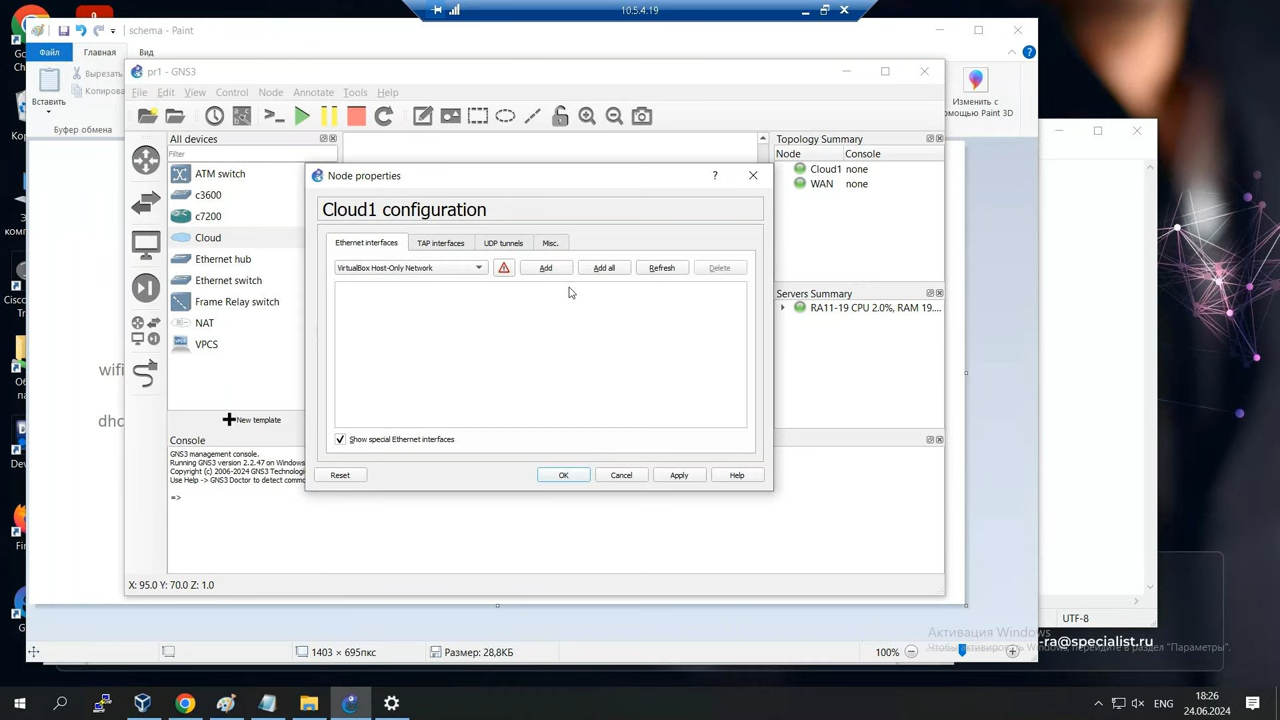 10.5.4.19
schema - Paint
Файл
Главная
Вид
Вставить
Вырезать
Буфер обмена
Изменить с
помощью Paint 3D
pr1 - GNS3
File
Edit
View
Control
Node
Annotate
Tools
Help
All devices
Filter
ATM switch
c3600
c7200
Cloud
Ethernet hub
Ethernet switch
Frame Relay switch
NAT
VPCS
New template
Topology Summary
Node
Console
Cloud1 none
WAN none
Servers Summary
RA11-19 CPU 2.0%, RAM 19....
Node properties
?
Cloud1 configuration
Ethernet interfaces
TAP interfaces
UDP tunnels
Misc.
VirtualBox Host-Only Network
Add
Add all
Refresh
Delete
Show special Ethernet interfaces
Reset
OK
Cancel
Apply
Help
Console
GNS3 management console.
Running GNS3 version 2.2.47 on Windows
Copyright (c) 2006-2024 GNS3
Use Help -> GNS3 Doctor to detect
=>
X: 95.0 Y: 70.0 Z: 1.0
wifi
UTF-8
Активация Windows
Чтобы активировать Windows, перейдите в раздел "Параметры".
-ra@specialist.ru
1403 × 695пкс
Размер: 28,8КБ
100%
ENG
18:26
24.06.2024